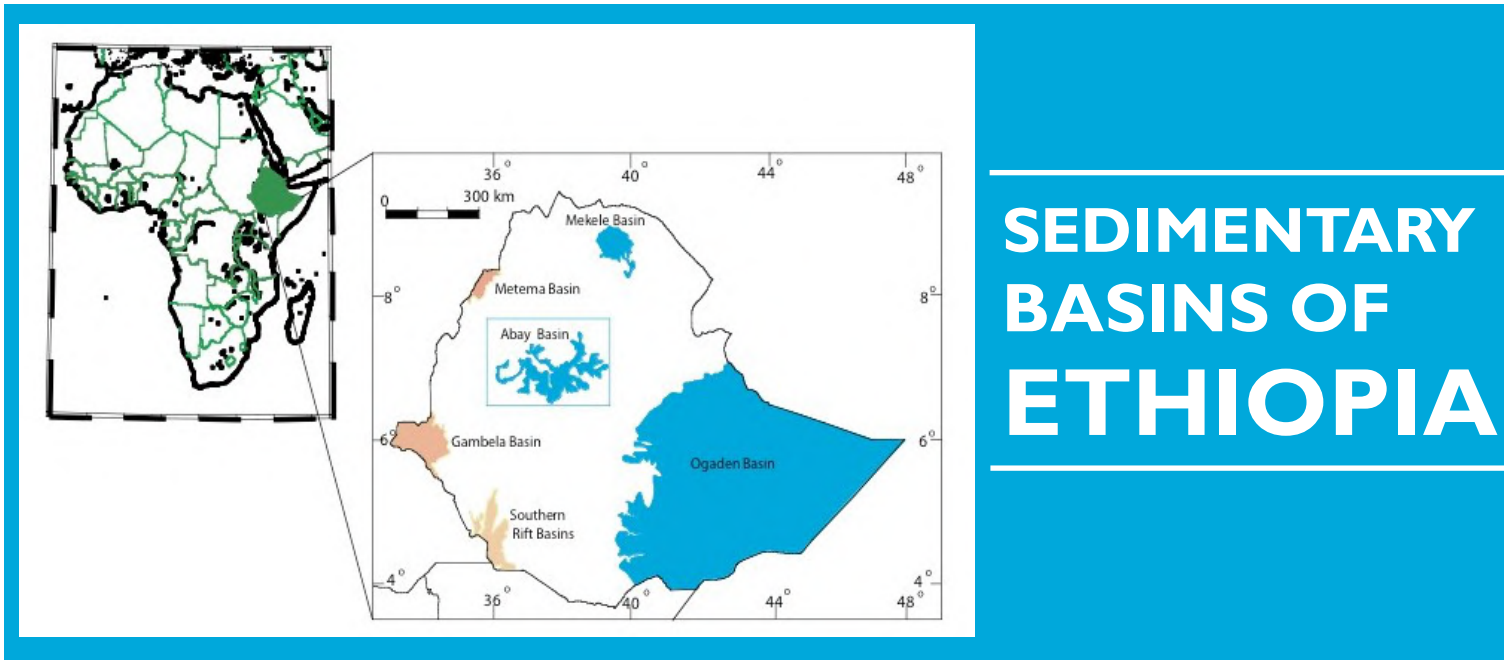 36°
40°
44°
48°
0
300 km
Mekele Basin
Metema Basin
8°
8°
Abay Basin
6°
Gambela Basin
6°
Ogaden Basin
Southern
Rift Basins
4°
4°
36°
40°
44°
48°
SEDIMENTARY
BASINS OF
ETHIOPIA